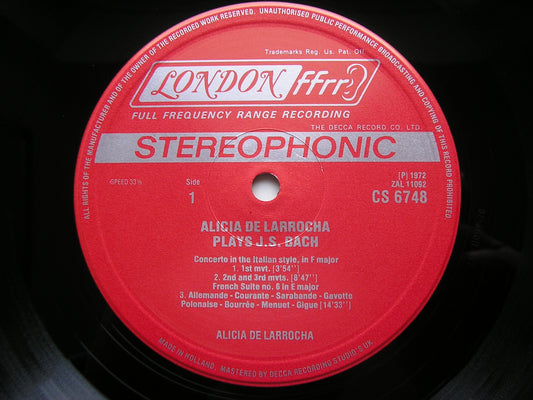 ALL RIGHTS OF THE MANUFACTURER AND OF THE OWNER OF THE RECORDED WORK RESERVED. UNAUTHORISED PUBLIC PERFORMANCE BROADCASTING AND COPYING OF THIS RECORD PROHIBITED
Trademarks Reg. U.S. Pat. Off.
LONDON ffrr
FULL FREQUENCY RANGE RECORDING
THE DECCA RECORD CO. LTD.
STEREOPHONIC
SPEED 33⅓
Side
1
(P) 1972
ZAL 11092
CS 6748
ALICIA DE LARROCHA
PLAYS J.S. BACH
Concerto in the Italian style, in F major
1. 1st mvt. [3'54"]
2. 2nd and 3rd mvts. [8'47"]
French Suite no. 6 in E major
3. Allemande - Courante - Sarabande - Gavotte
Polonaise - Bourrée - Menuet - Gigue [14'33"]
ALICIA DE LARROCHA
MADE IN HOLLAND, MASTERED BY DECCA RECORDING STUDIO'S UK